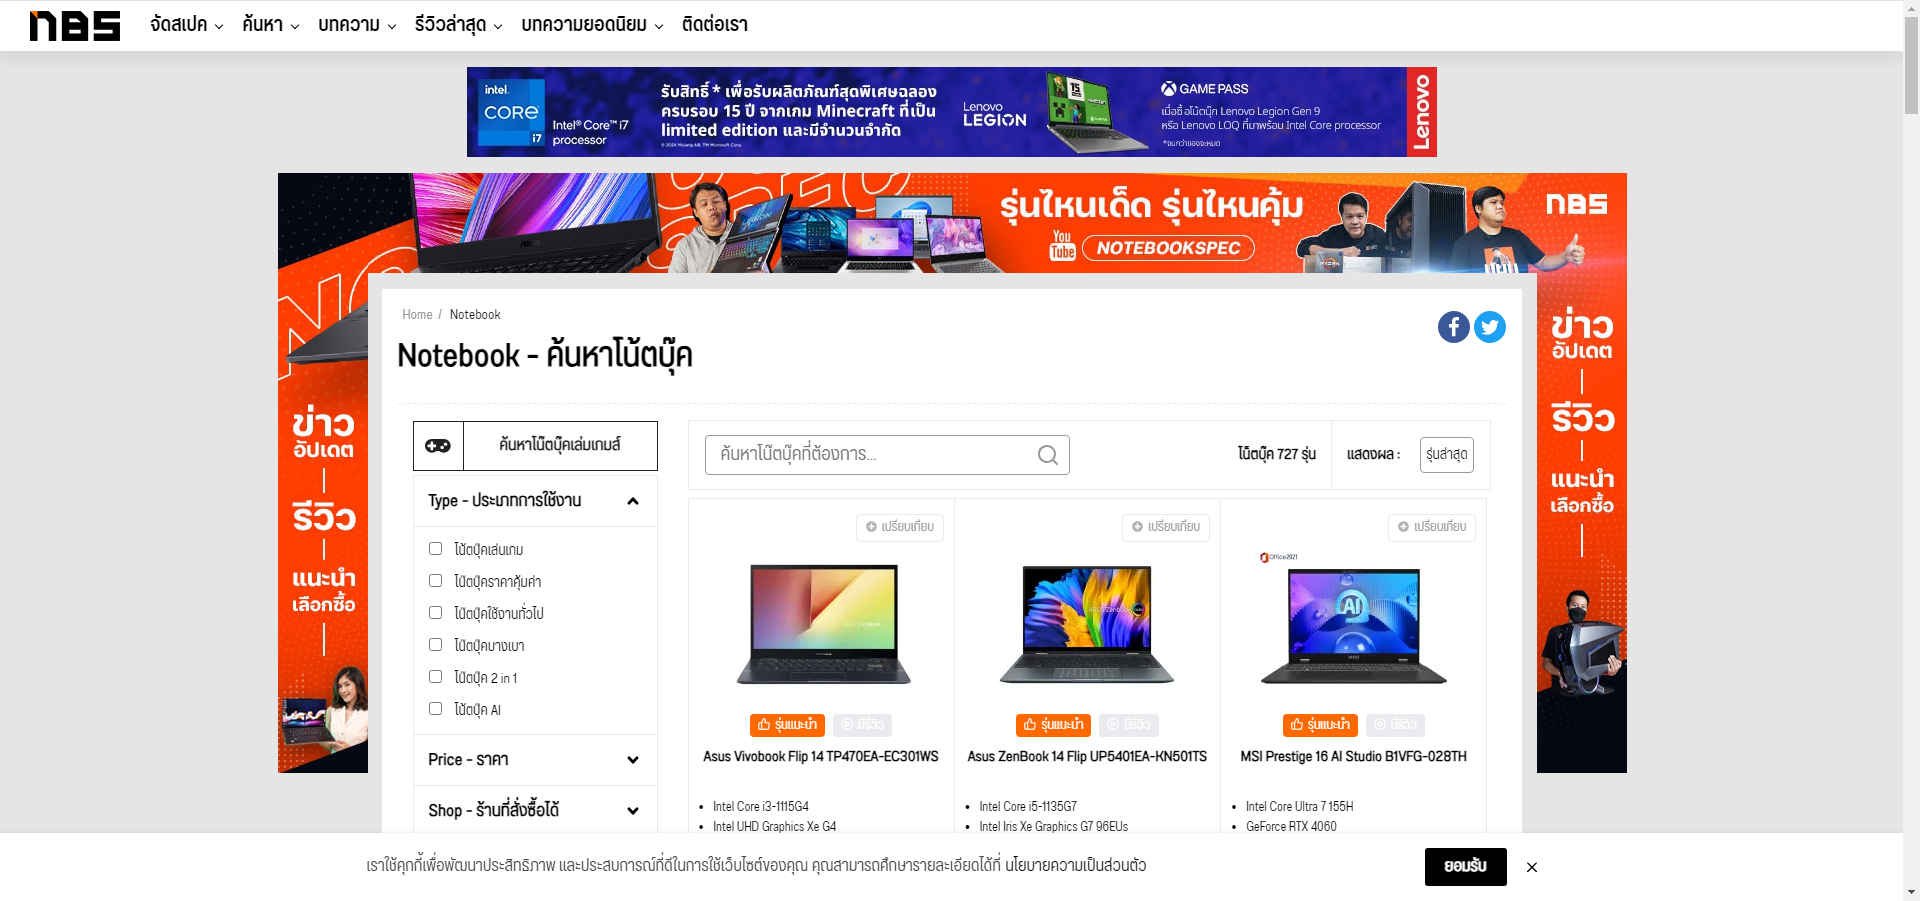 nBS
จัดสเปค
ค้นหา
บทความ
รีวิวล่าสุด
บทความยอดนิยม
ติดต่อเรา
intel.
CORE
i7
Intel® Core™ i7
processor
รับสิทธิ์ * เพื่อรับผลิตภัณฑ์สุดพิเศษฉลอง
ครบรอบ 15 ปี จากเกม Minecraft ที่เป็น
limited edition และมีจำนวนจำกัด
© 2024 Mojang AB. TM Microsoft Corp.
Lenovo
LEGION
15
GAME PASS
เมื่อซื้อโน้ตบุ๊ก Lenovo Legion Gen 9
หรือ Lenovo LOQ ที่มาพร้อม Intel Core processor
*จนกว่าของจะหมด
Lenovo
รุ่นไหนเด็ด รุ่นไหนคุ้ม
You
Tube
NOTEBOOKSPEC
nBS
ข่าว
อัปเดต
รีวิว
แนะนำ
เลือกซื้อ
ข่าว
อัปเดต
รีวิว
แนะนำ
เลือกซื้อ
Home / Notebook
Notebook - ค้นหาโน้ตบุ๊ค
ค้นหาโน๊ตบุ๊คเล่นเกมส์
Type - ประเภทการใช้งาน
โน้ตบุ๊คเล่นเกม
โน๊ตบุ๊คราคาคุ้มค่า
โน๊ตบุ๊คใช้งานทั่วไป
โน๊ตบุ๊คบางเบา
โน๊ตบุ๊ค 2 in 1
โน้ตบุ๊ค AI
Price - ราคา
Shop - ร้านที่สั่งซื้อได้
ค้นหาโน๊ตบุ๊คที่ต้องการ...
โน็ตบุ๊ค 727 รุ่น
แสดงผล :
รุ่นล่าสุด
เปรียบเทียบ
เปรียบเทียบ
เปรียบเทียบ
Office2021
AI
รุ่นแนะนำ
มีรีวิว
รุ่นแนะนำ
มีรีวิว
รุ่นแนะนำ
มีรีวิว
Asus Vivobook Flip 14 TP470EA-EC301WS
Asus ZenBook 14 Flip UP5401EA-KN501TS
MSI Prestige 16 AI Studio B1VFG-028TH
Intel Core i3-1115G4
Intel UHD Graphics Xe G4
Intel Core i5-1135G7
Intel Iris Xe Graphics G7 96EUs
Intel Core Ultra 7 155H
GeForce RTX 4060
เราใช้คุกกี้เพื่อพัฒนาประสิทธิภาพ และประสบการณ์ที่ดีในการใช้เว็บไซต์ของคุณ คุณสามารถศึกษารายละเอียดได้ที่ นโยบายความเป็นส่วนตัว
ยอมรับ